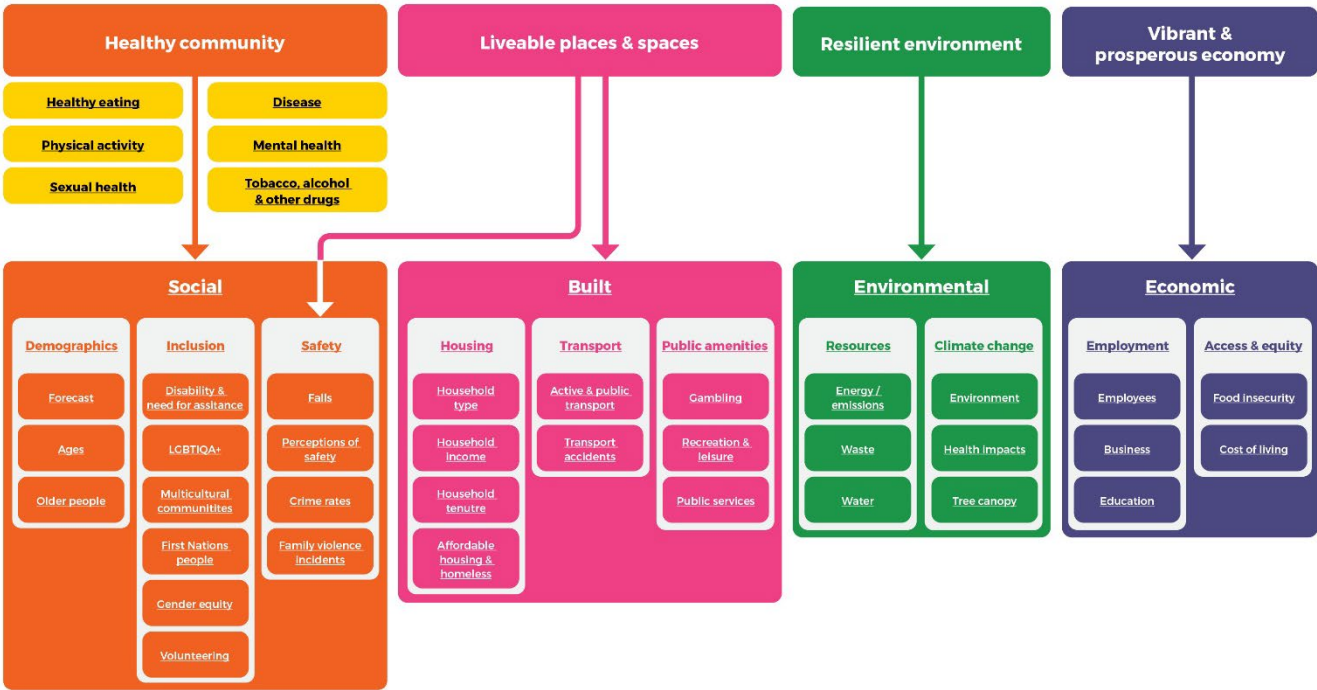 Healthy community
Liveable places & spaces
Resilient environment
Vibrant &
prosperous economy
Healthy eating
Disease
Physical activity
Mental health
Sexual health
Tobacco, alcohol
& other drugs
Social
Demographics
Forecast
Ages
Older people
Inclusion
Disability &
need for assitance
LGBTIQA+
Multicultural
communitites
First Nations
people
Gender equity
Volunteering
Safety
Falls
Perceptions of
safety
Crime rates
Family violence
incidents
Built
Housing
Household
type
Household
income
Household
tenutre
Affordable
housing &
homeless
Transport
Active & public
transport
Transport
accidents
Public amenities
Gambling
Recreation &
leisure
Public services
Environmental
Resources
Energy /
emissions
Waste
Water
Climate change
Environment
Health impacts
Tree canopy
Economic
Employment
Employees
Business
Education
Access & equity
Food insecurity
Cost of living